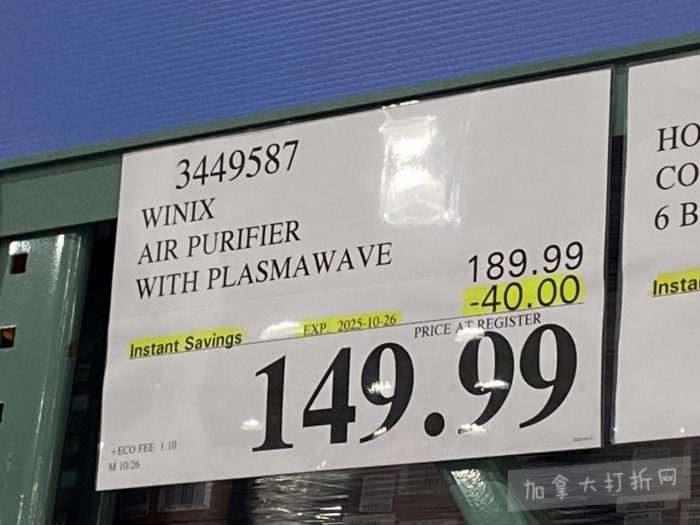 3449587
WINIX
AIR PURIFIER
WITH PLASMAWAVE
189.99
-40.00
Instant Savings
EXP. 2025-10-26
PRICE AT REGISTER
149.99
+ECO FEE 1.10
M 10/26
HO
CO
6 B
Insta
加拿大打折网